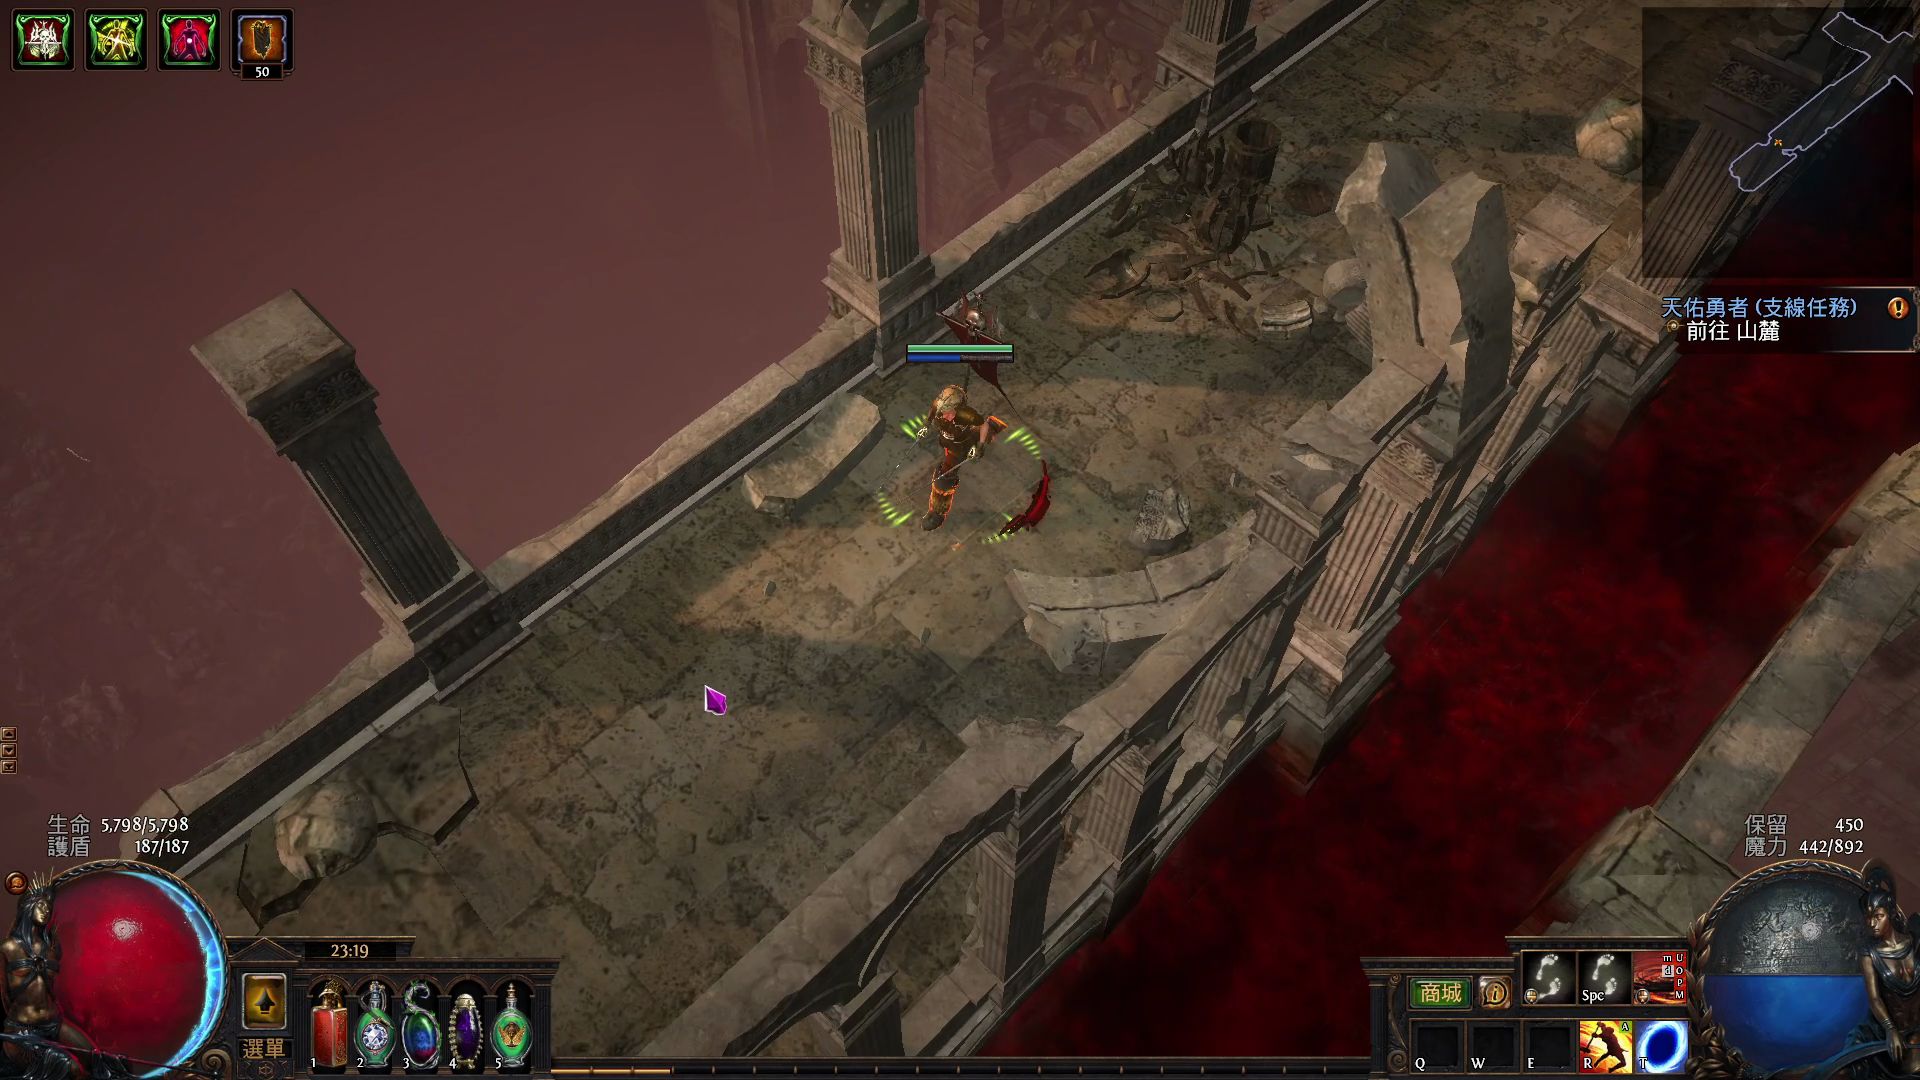 50
天佑勇者 (支線任務)
前往 山麓
生命 5,798/5,798
護盾 187/187
保留 450
魔力 442/892
23:19
選單
1 2 3 4 5
商城
Spc
m U
d O
P
M
Q W E R A T